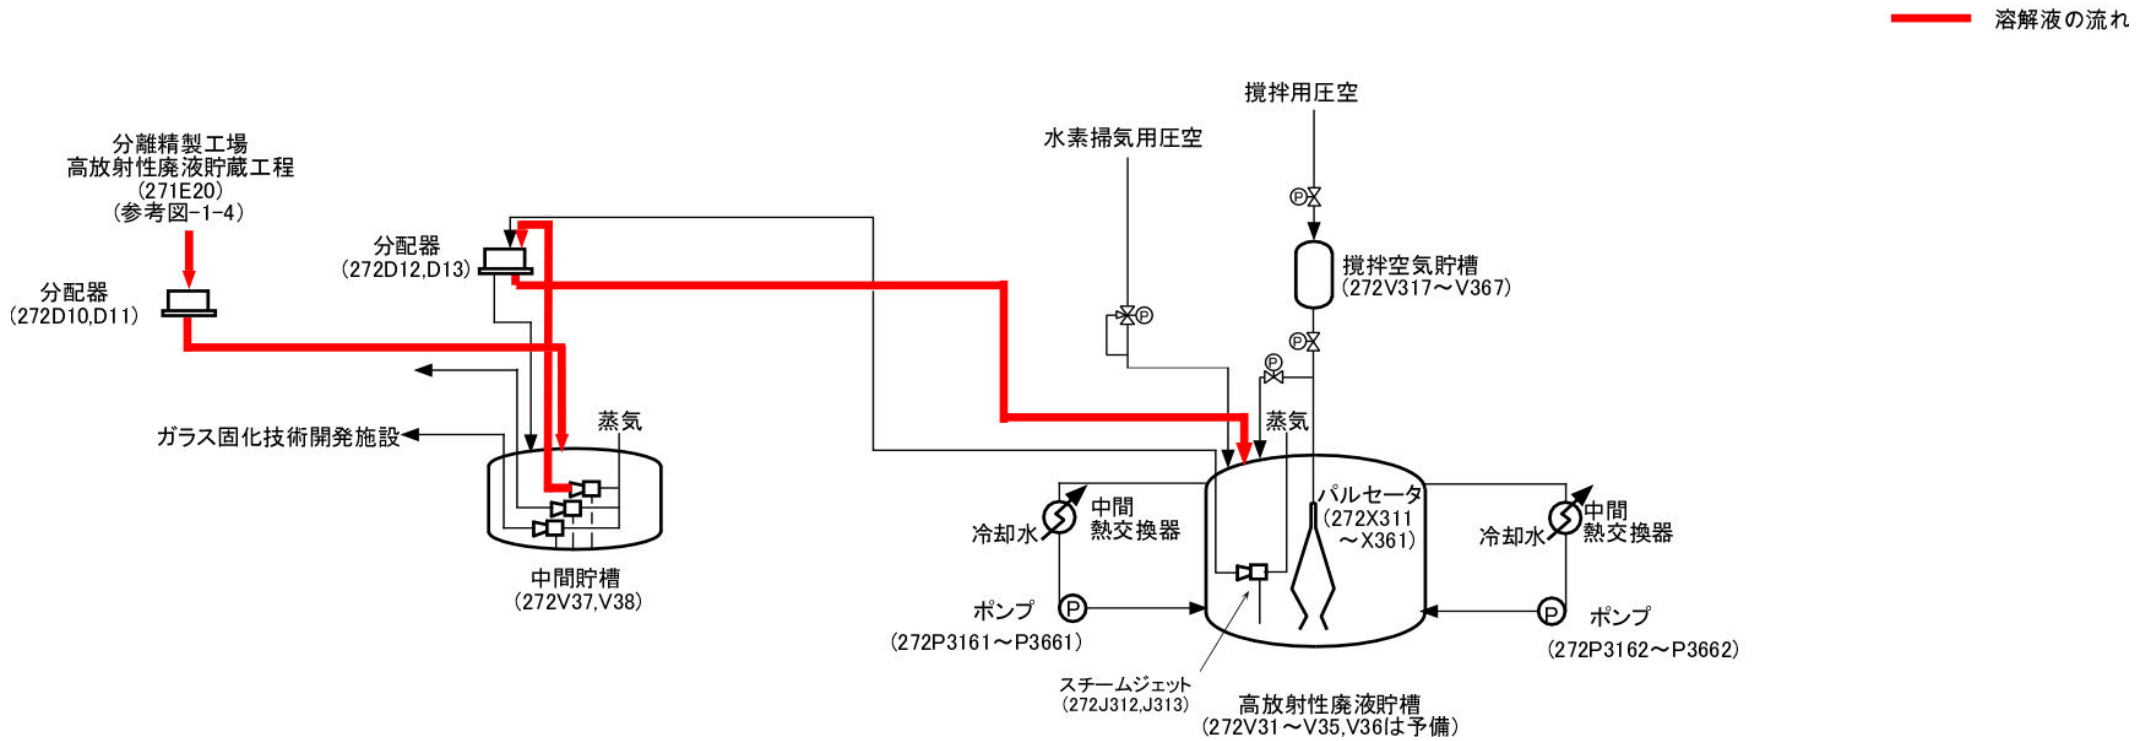 溶解液の流れ
攪拌用圧空
水素掃気用圧空
分離精製工場
高放射性廃液貯蔵工程
(271E20)
(参考図-1-4)
分配器
(272D12,D13)
分配器
(272D10,D11)
攪拌空気貯槽
(272V317～V367)
P
P
P
P
ガラス固化技術開発施設
蒸気
蒸気
中間貯槽
(272V37,V38)
冷却水
中間
熱交換器
パルセータ
(272X311
～X361)
冷却水
中間
熱交換器
ポンプ
P
(272P3161～P3661)
P
ポンプ
(272P3162～P3662)
スチームジェット
(272J312,J313)
高放射性廃液貯槽
(272V31～V35,V36は予備)